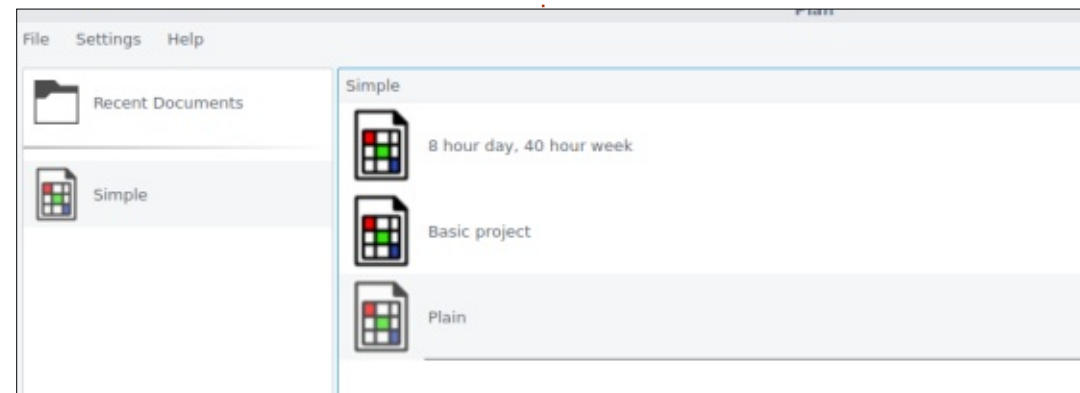 File Settings Help
Recent Documents
Simple
Simple
8 hour day, 40 hour week
Basic project
Plain